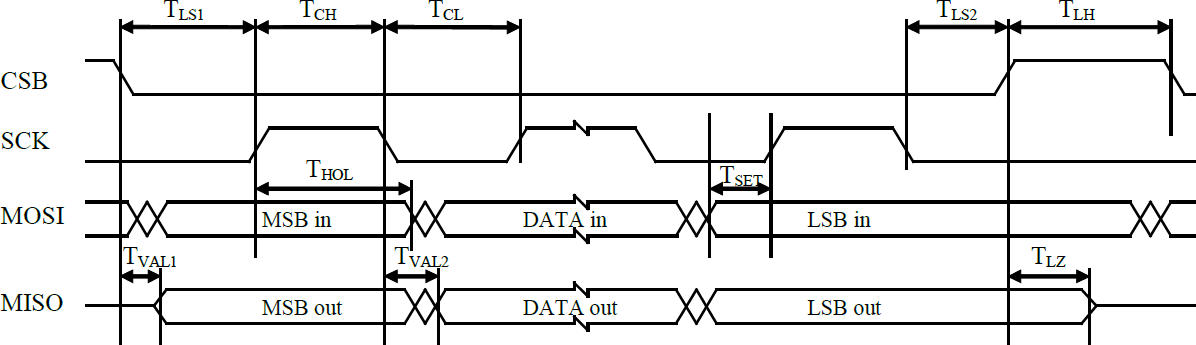 TLS1 TCH TCL TLS2 TLH
CSB
SCK
THOL TSET
MOSI MSB in DATA in LSB in
TVAL1 TVAL2 TLZ
MISO MSB out DATA out LSB out